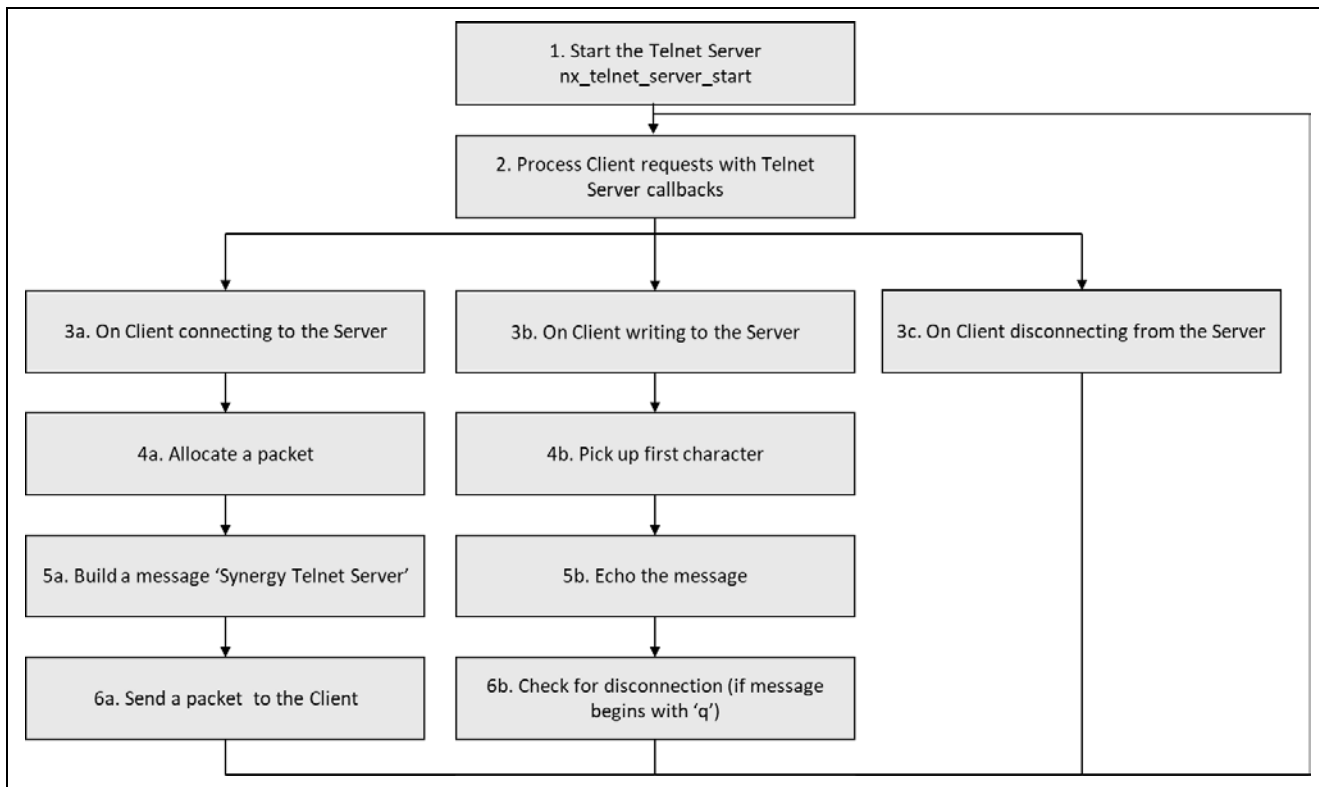 1. Start the Telnet Server
nx_telnet_server_start
2. Process Client requests with Telnet
Server callbacks
3a. On Client connecting to the Server
3b. On Client writing to the Server
3c. On Client disconnecting from the Server
4a. Allocate a packet
4b. Pick up first character
5a. Build a message ‘Synergy Telnet Server’
5b. Echo the message
6a. Send a packet  to the Client
6b. Check for disconnection (if message
begins with ‘q’)